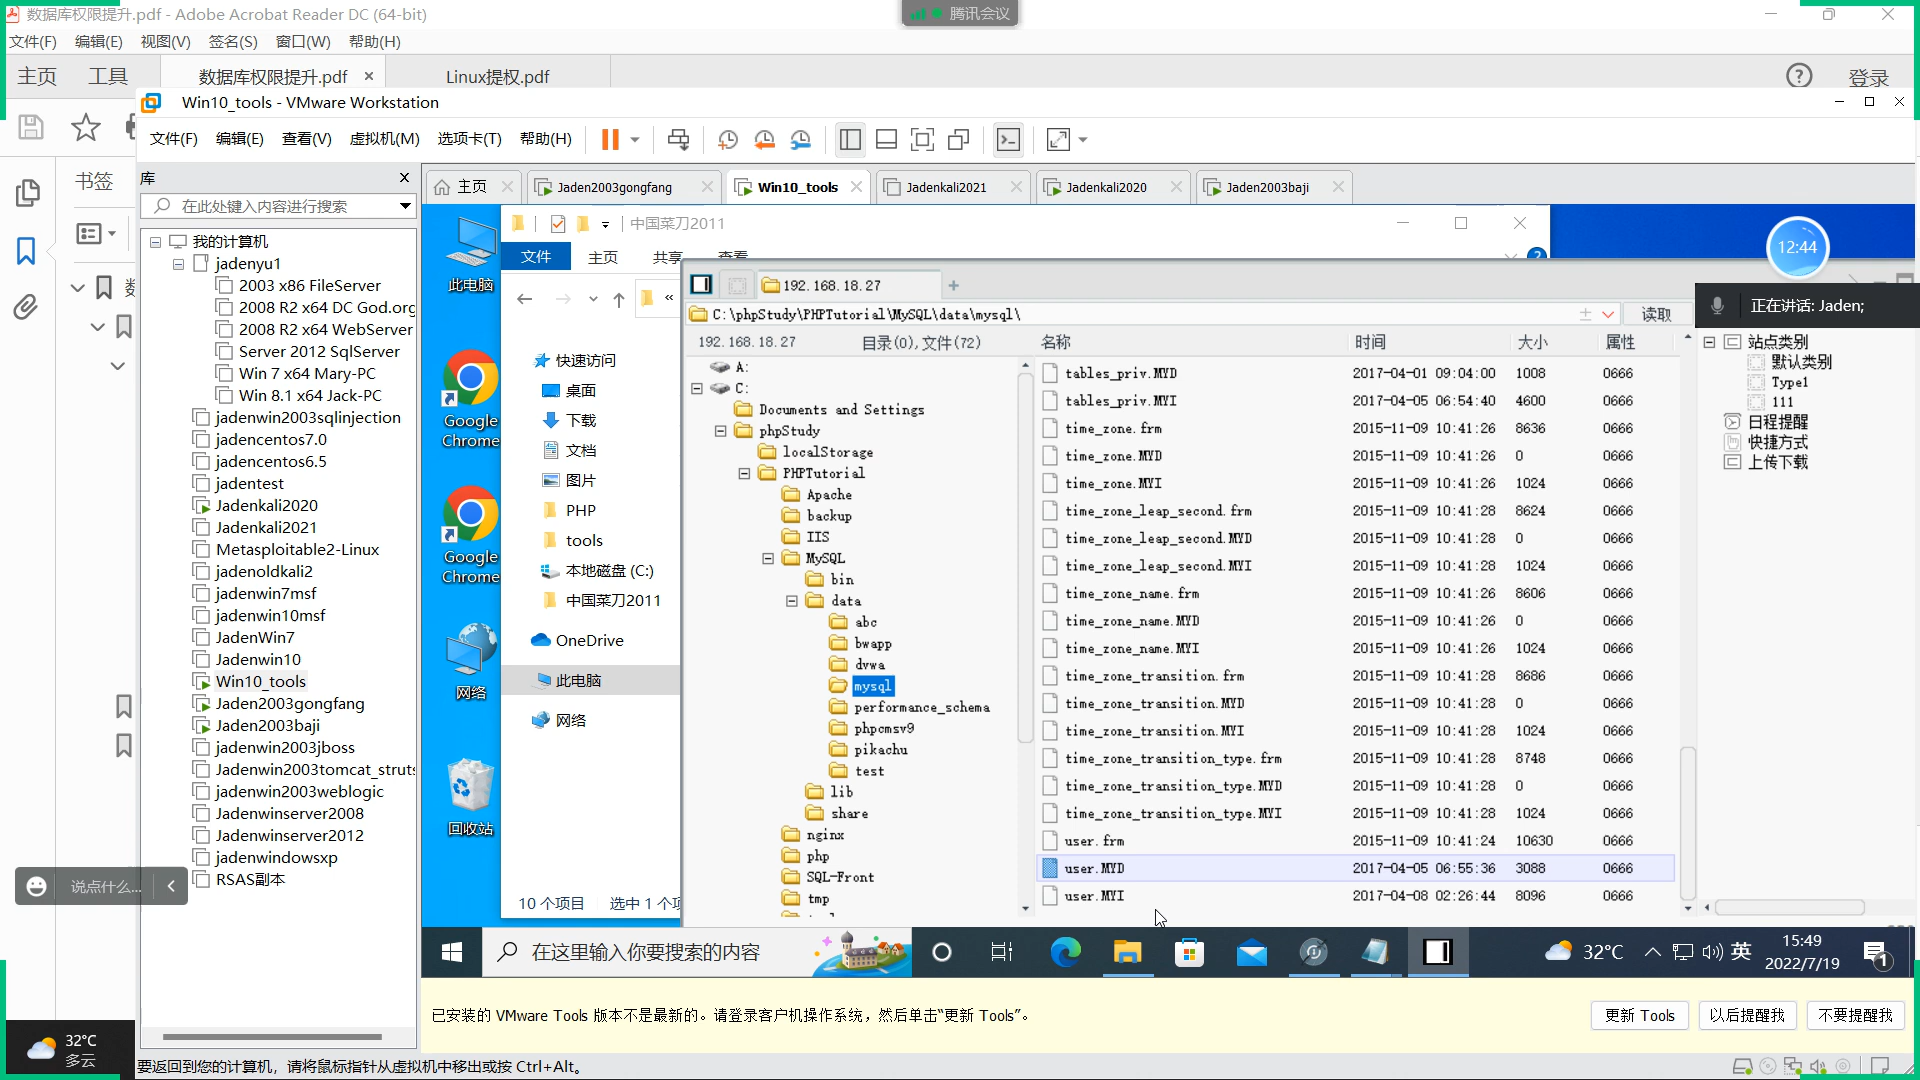 数据库权限提升.pdf - Adobe Acrobat Reader DC (64-bit)
腾讯会议
文件(F) 编辑(E) 视图(V) 签名(S) 窗口(W) 帮助(H)
主页 工具 数据库权限提升.pdf × Linux提权.pdf 登录
Win10_tools - VMware Workstation
文件(F) 编辑(E) 查看(V) 虚拟机(M) 选项卡(T) 帮助(H)
书签
库
在此处键入内容进行搜索
我的计算机
jadenyu1
2003 x86 FileServer
2008 R2 x64 DC God.org
2008 R2 x64 WebServer
Server 2012 SqlServer
Win 7 x64 Mary-PC
Win 8.1 x64 Jack-PC
jadenwin2003sqlinjection
jadencentos7.0
jadencentos6.5
jadentest
Jadenkali2020
Jadenkali2021
Metasploitable2-Linux
jadenoldkali2
jadenwin7msf
jadenwin10msf
JadenWin7
Jadenwin10
Win10_tools
Jaden2003gongfang
Jaden2003baji
jadenwin2003jboss
Jadenwin2003tomcat_struts
jadenwin2003weblogic
Jadenwinserver2008
Jadenwinserver2012
jadenwindowsxp
RSAS副本
说点什么...
32°C
多云
主页 Jaden2003gongfang Win10_tools Jadenkali2021 Jadenkali2020 Jaden2003baji
此电脑
Google Chrome
Google Chrome
网络
回收站
中国菜刀2011
文件 主页 共享 查看
快速访问
桌面
下载
文档
图片
PHP
tools
本地磁盘 (C:)
中国菜刀2011
OneDrive
此电脑
网络
10 个项目 选中 1 个项
12:44
正在讲话: Jaden;
192.168.18.27
C:\phpStudy\PHPTutorial\MySQL\data\mysql\
读取
192.168.18.27 目录(0),文件(72)
A:
C:
Documents and Settings
phpStudy
localStorage
PHPTutorial
Apache
backup
IIS
MySQL
bin
data
abc
bwapp
dvwa
mysql
performance_schema
phpcmsv9
pikachu
test
lib
share
nginx
php
SQL-Front
tmp
名称 时间 大小 属性
tables_priv.MYD 2017-04-01 09:04:00 1008 0666
tables_priv.MYI 2017-04-05 06:54:40 4600 0666
time_zone.frm 2015-11-09 10:41:26 8636 0666
time_zone.MYD 2015-11-09 10:41:26 0 0666
time_zone.MYI 2015-11-09 10:41:26 1024 0666
time_zone_leap_second.frm 2015-11-09 10:41:28 8624 0666
time_zone_leap_second.MYD 2015-11-09 10:41:28 0 0666
time_zone_leap_second.MYI 2015-11-09 10:41:28 1024 0666
time_zone_name.frm 2015-11-09 10:41:26 8606 0666
time_zone_name.MYD 2015-11-09 10:41:26 0 0666
time_zone_name.MYI 2015-11-09 10:41:26 1024 0666
time_zone_transition.frm 2015-11-09 10:41:28 8686 0666
time_zone_transition.MYD 2015-11-09 10:41:28 0 0666
time_zone_transition.MYI 2015-11-09 10:41:28 1024 0666
time_zone_transition_type.frm 2015-11-09 10:41:28 8748 0666
time_zone_transition_type.MYD 2015-11-09 10:41:28 0 0666
time_zone_transition_type.MYI 2015-11-09 10:41:28 1024 0666
user.frm 2015-11-09 10:41:24 10630 0666
user.MYD 2017-04-05 06:55:36 3088 0666
user.MYI 2017-04-08 02:26:44 8096 0666
站点类别
默认类别
Type1
111
日程提醒
快捷方式
上传下载
在这里输入你要搜索的内容
32°C 英 15:49
2022/7/19
1
已安装的 VMware Tools 版本不是最新的。请登录客户机操作系统，然后单击“更新 Tools”。
更新 Tools 以后提醒我 不要提醒我
要返回到您的计算机，请将鼠标指针从虚拟机中移出或按 Ctrl+Alt。